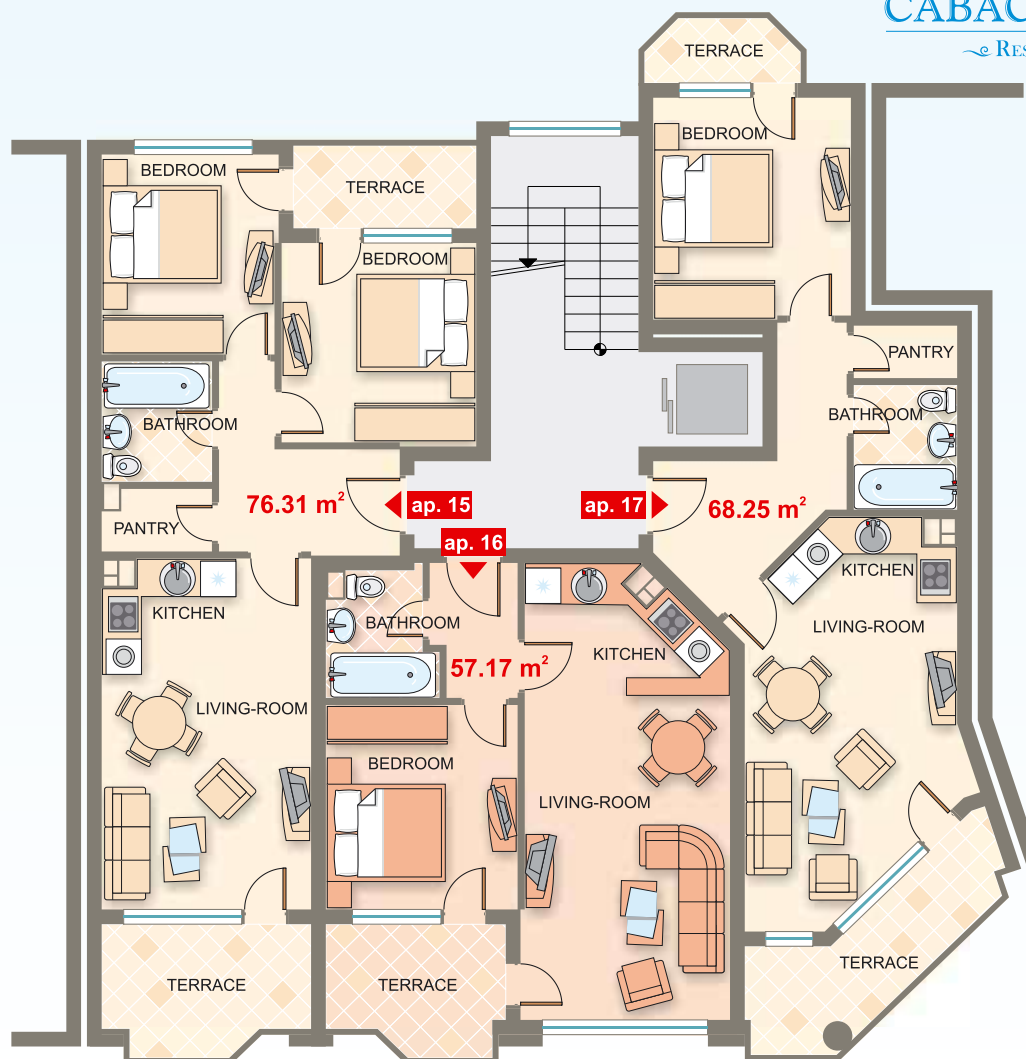 CABAC
RES
TERRACE
BEDROOM
BEDROOM
TERRACE
BEDROOM
PANTRY
BATHROOM
BATHROOM
76.31 m²
ap. 15
ap. 17
68.25 m²
PANTRY
ap. 16
KITCHEN
KITCHEN
BATHROOM
LIVING-ROOM
KITCHEN
57.17 m²
LIVING-ROOM
BEDROOM
LIVING-ROOM
TERRACE
TERRACE
TERRACE